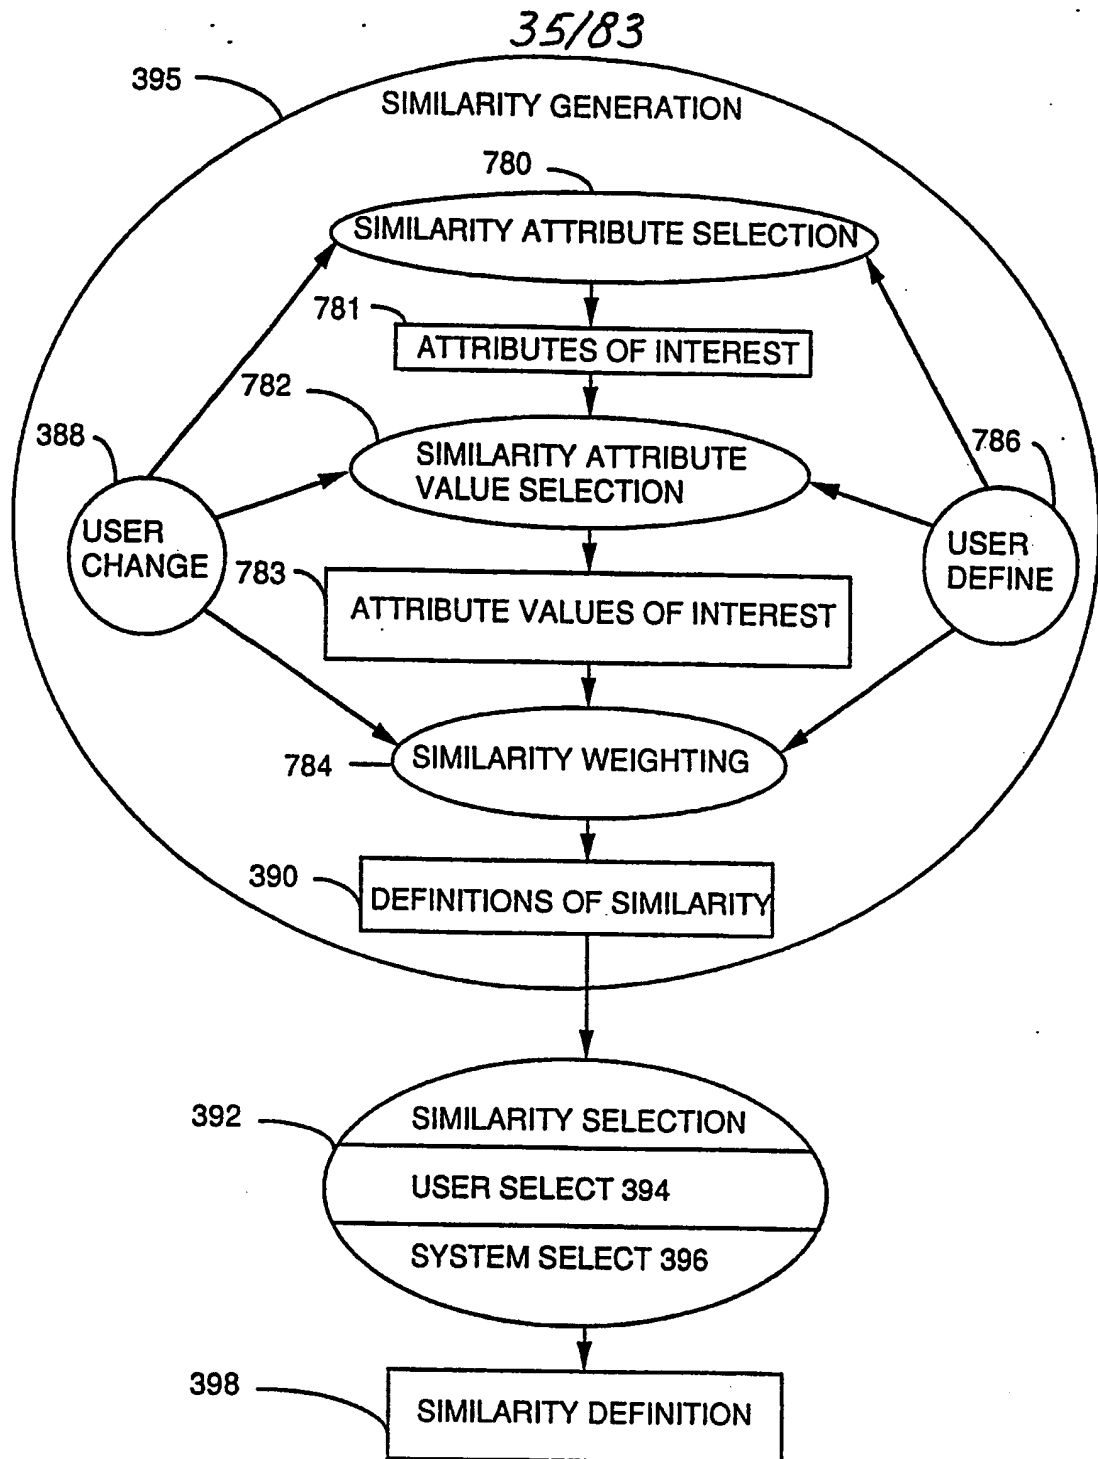 35/83
395
SIMILARITY GENERATION
780
SIMILARITY ATTRIBUTE SELECTION
781
ATTRIBUTES OF INTEREST
782
388
SIMILARITY ATTRIBUTE
VALUE SELECTION
786
USER
CHANGE
USER
DEFINE
783
ATTRIBUTE VALUES OF INTEREST
784
SIMILARITY WEIGHTING
390
DEFINITIONS OF SIMILARITY
392
SIMILARITY SELECTION
USER SELECT 394
SYSTEM SELECT 396
398
SIMILARITY DEFINITION